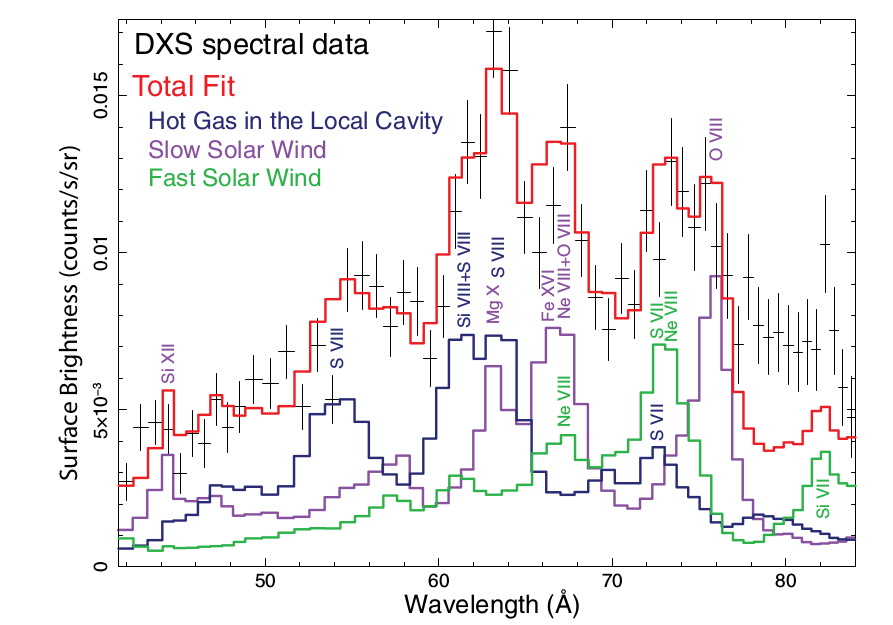 DXS spectral data
Total Fit
Hot Gas in the Local Cavity
Slow Solar Wind
Fast Solar Wind
Surface Brightness (counts/s/sr)
0.015
0.01
5×10⁻³
0
Si XII
S VIII
Si VIII+S VIII
Mg X
S VIII
Fe XVI
Ne VIII+O VIII
Ne VIII
S VII
Ne VIII
S VII
O VIII
Si VII
50
60
70
80
Wavelength (Å)